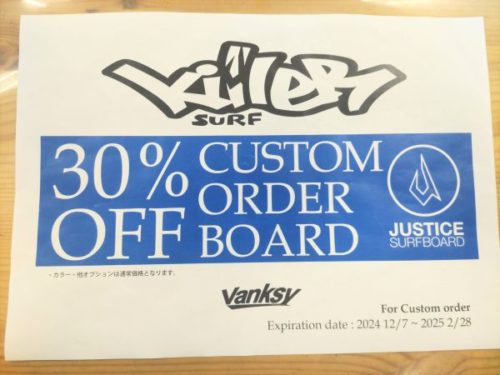 KiLLER
SURF
30% OFF
CUSTOM
ORDER
BOARD
JUSTICE
SURFBOARD
・カラー・他オプションは通常価格となります。
Vanksy
For Custom order
Expiration date : 2024 12/7 ~ 2025 2/28